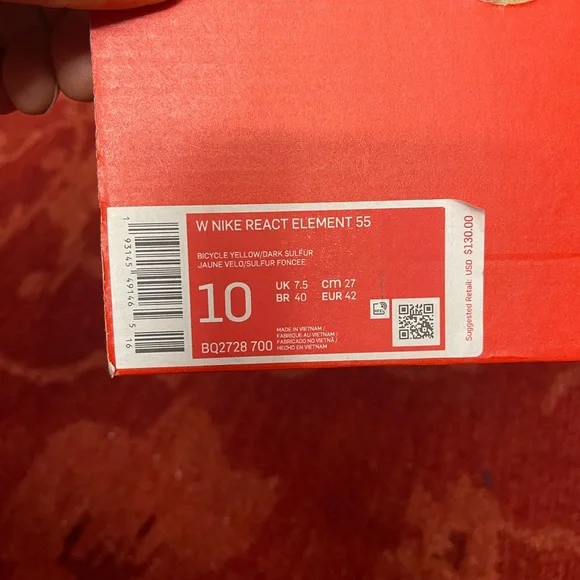 W NIKE REACT ELEMENT 55
BICYCLE YELLOW/DARK SULFUR
JAUNE VELO/SULFUR FONCEE
10
UK 7.5 cm 27
BR 40 EUR 42
BQ2728 700
MADE IN VIETNAM /
FABRIQUE AU VIETNAM /
FABRICADO NO VIETNÃ /
HECHO EN VIETNAM
1 93145 49146 5 16
Suggested Retail: USD $130.00